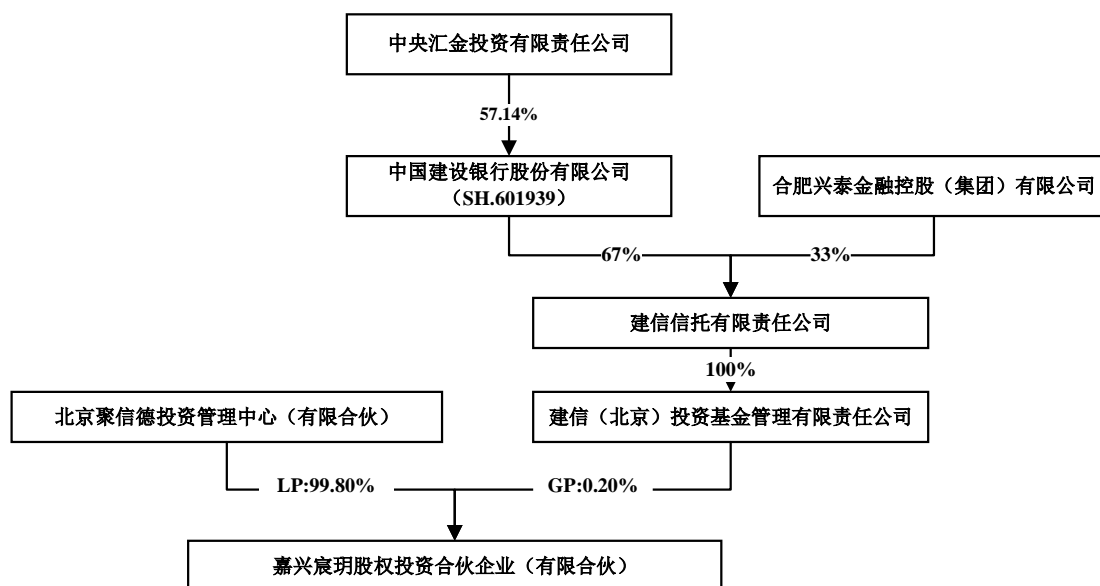 中央汇金投资有限责任公司
57.14%
中国建设银行股份有限公司
（SH.601939）
合肥兴泰金融控股（集团）有限公司
67%
33%
建信信托有限责任公司
100%
北京聚信德投资管理中心（有限合伙）
建信（北京）投资基金管理有限责任公司
LP:99.80%
GP:0.20%
嘉兴宸玥股权投资合伙企业（有限合伙）